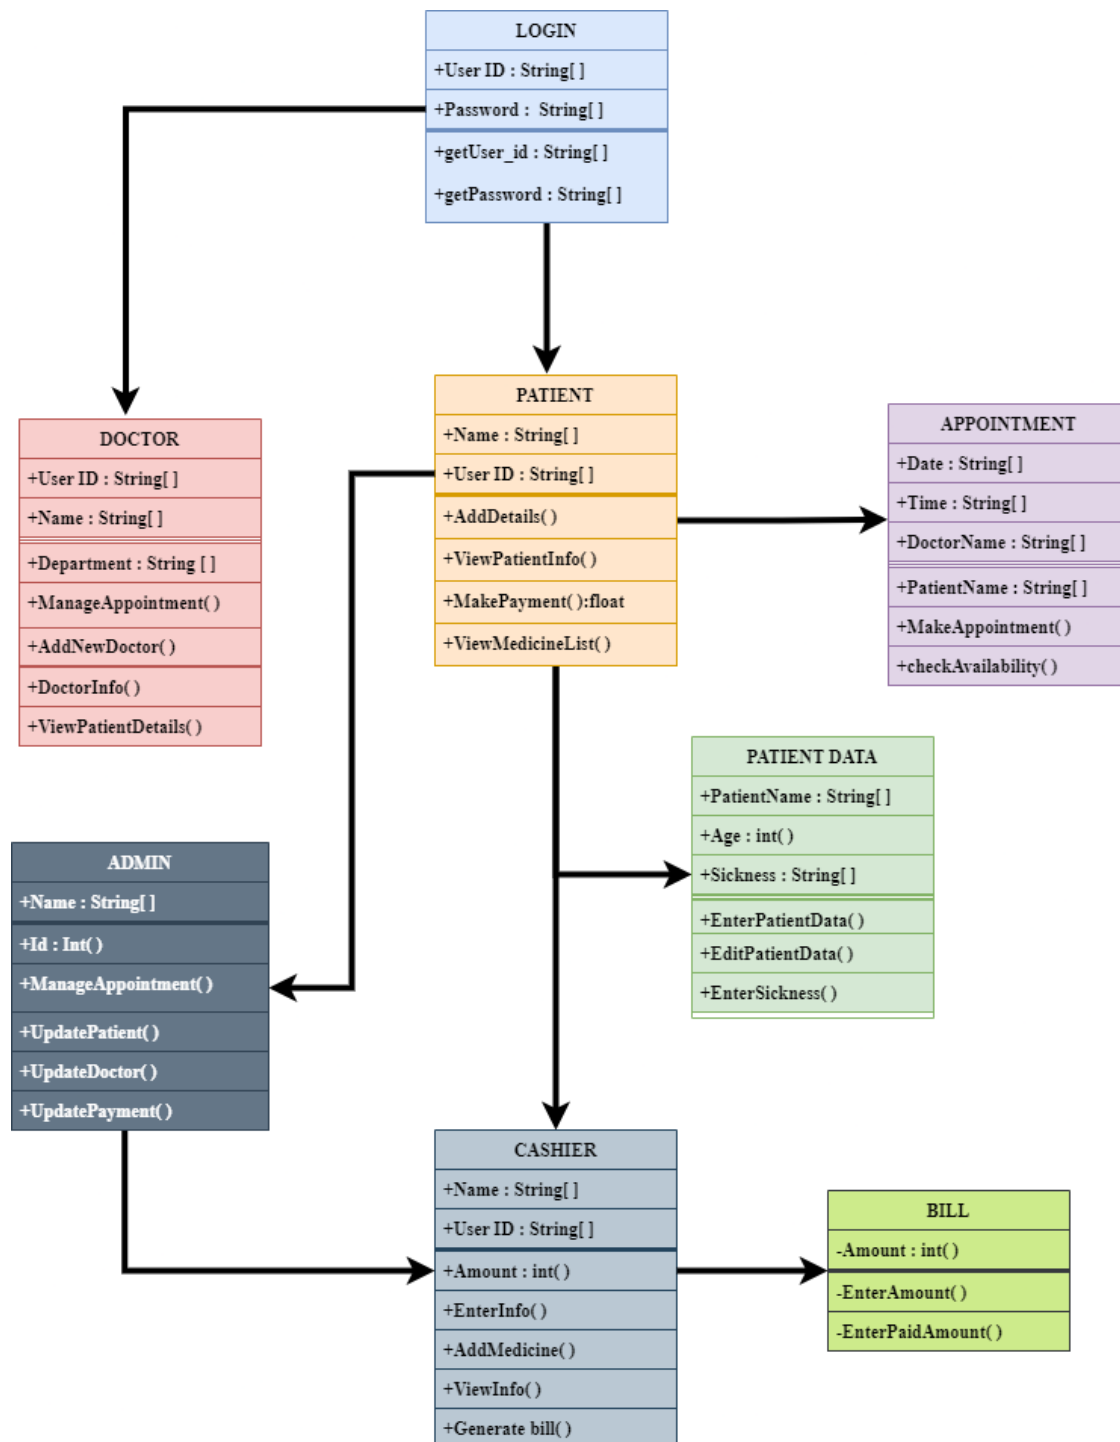 LOGIN
+User ID : String[ ]
+Password :  String[ ]
+getUser_id : String[ ]
+getPassword : String[ ]
DOCTOR
+User ID : String[ ]
+Name : String[ ]
+Department : String [ ]
+ManageAppointment( )
+AddNewDoctor( )
+DoctorInfo( )
+ViewPatientDetails( )
PATIENT
+Name : String[ ]
+User ID : String[ ]
+AddDetails( )
+ViewPatientInfo( )
+MakePayment( ):float
+ViewMedicineList( )
APPOINTMENT
+Date : String[ ]
+Time : String[ ]
+DoctorName : String[ ]
+PatientName : String[ ]
+MakeAppointment( )
+checkAvailability( )
PATIENT DATA
+PatientName : String[ ]
+Age : int( )
+Sickness : String[ ]
+EnterPatientData( )
+EditPatientData( )
+EnterSickness( )
ADMIN
+Name : String[ ]
+Id : Int( )
+ManageAppointment( )
+UpdatePatient( )
+UpdateDoctor( )
+UpdatePayment( )
CASHIER
+Name : String[ ]
+User ID : String[ ]
+Amount : int( )
+EnterInfo( )
+AddMedicine( )
+ViewInfo( )
+Generate bill( )
BILL
-Amount : int( )
-EnterAmount( )
-EnterPaidAmount( )